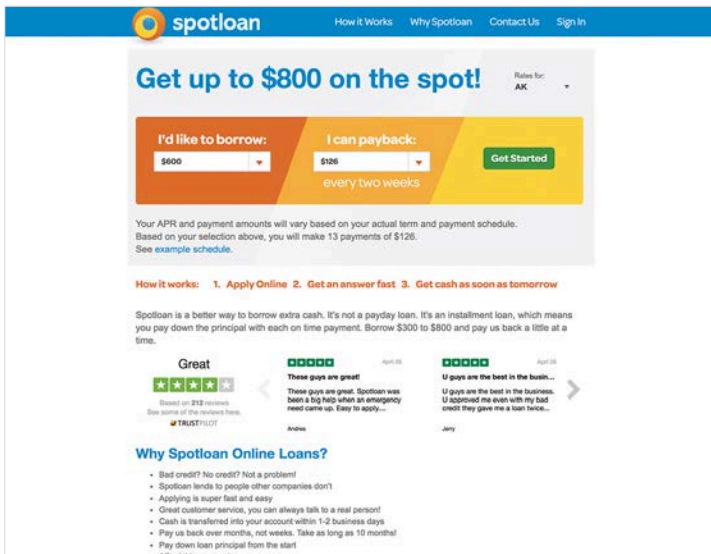 spotloan
How it Works Why Spotloan Contact Us Sign In
Get up to $800 on the spot!
Rates for:
AK
I'd like to borrow:
$600
I can payback:
$126
every two weeks
Get Started
Your APR and payment amounts will vary based on your actual term and payment schedule.
Based on your selection above, you will make 13 payments of $126.
See example schedule.
How it works: 1. Apply Online 2. Get an answer fast 3. Get cash as soon as tomorrow
Spotloan is a better way to borrow extra cash. It's not a payday loan. It's an installment loan, which means
you pay down the principal with each on time payment. Borrow $300 to $800 and pay us back a little at a
time.
Great
Based on 212 reviews
See some of the reviews here.
TRUSTPILOT
These guys are great!
These guys are great. Spotloan was
been a big help when an emergency
need came up. Easy to apply....
Andrea
U guys are the best in the busin...
U guys are the best in the business.
U approved me even with my bad
credit they gave me a loan twice...
Jerry
Why Spotloan Online Loans?
• Bad credit? No credit? Not a problem!
• Spotloan lends to people other companies don't
• Applying is super fast and easy
• Great customer service, you can always talk to a real person!
• Cash is transferred into your account within 1-2 business days
• Pay us back over months, not weeks. Take as long as 10 months!
• Pay down loan principal from the start